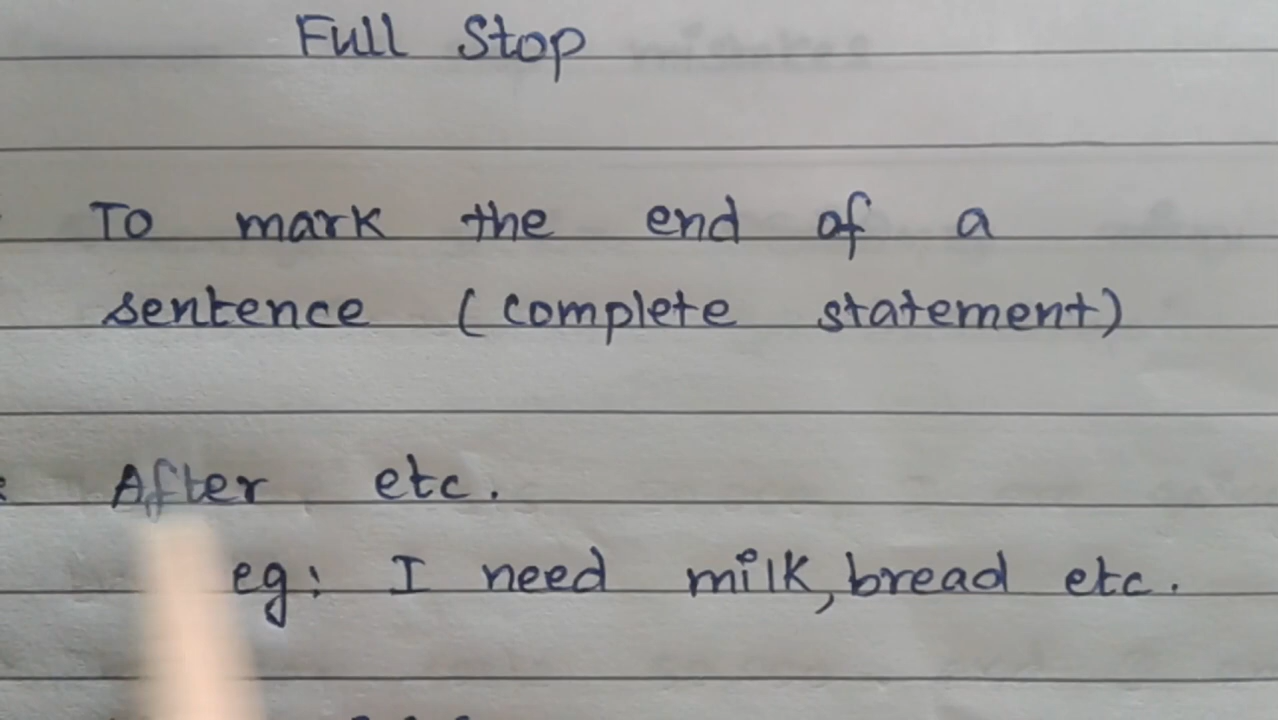 Full Stop
To mark the end of a
sentence (complete statement)
After etc.
eg: I need milk, bread etc.